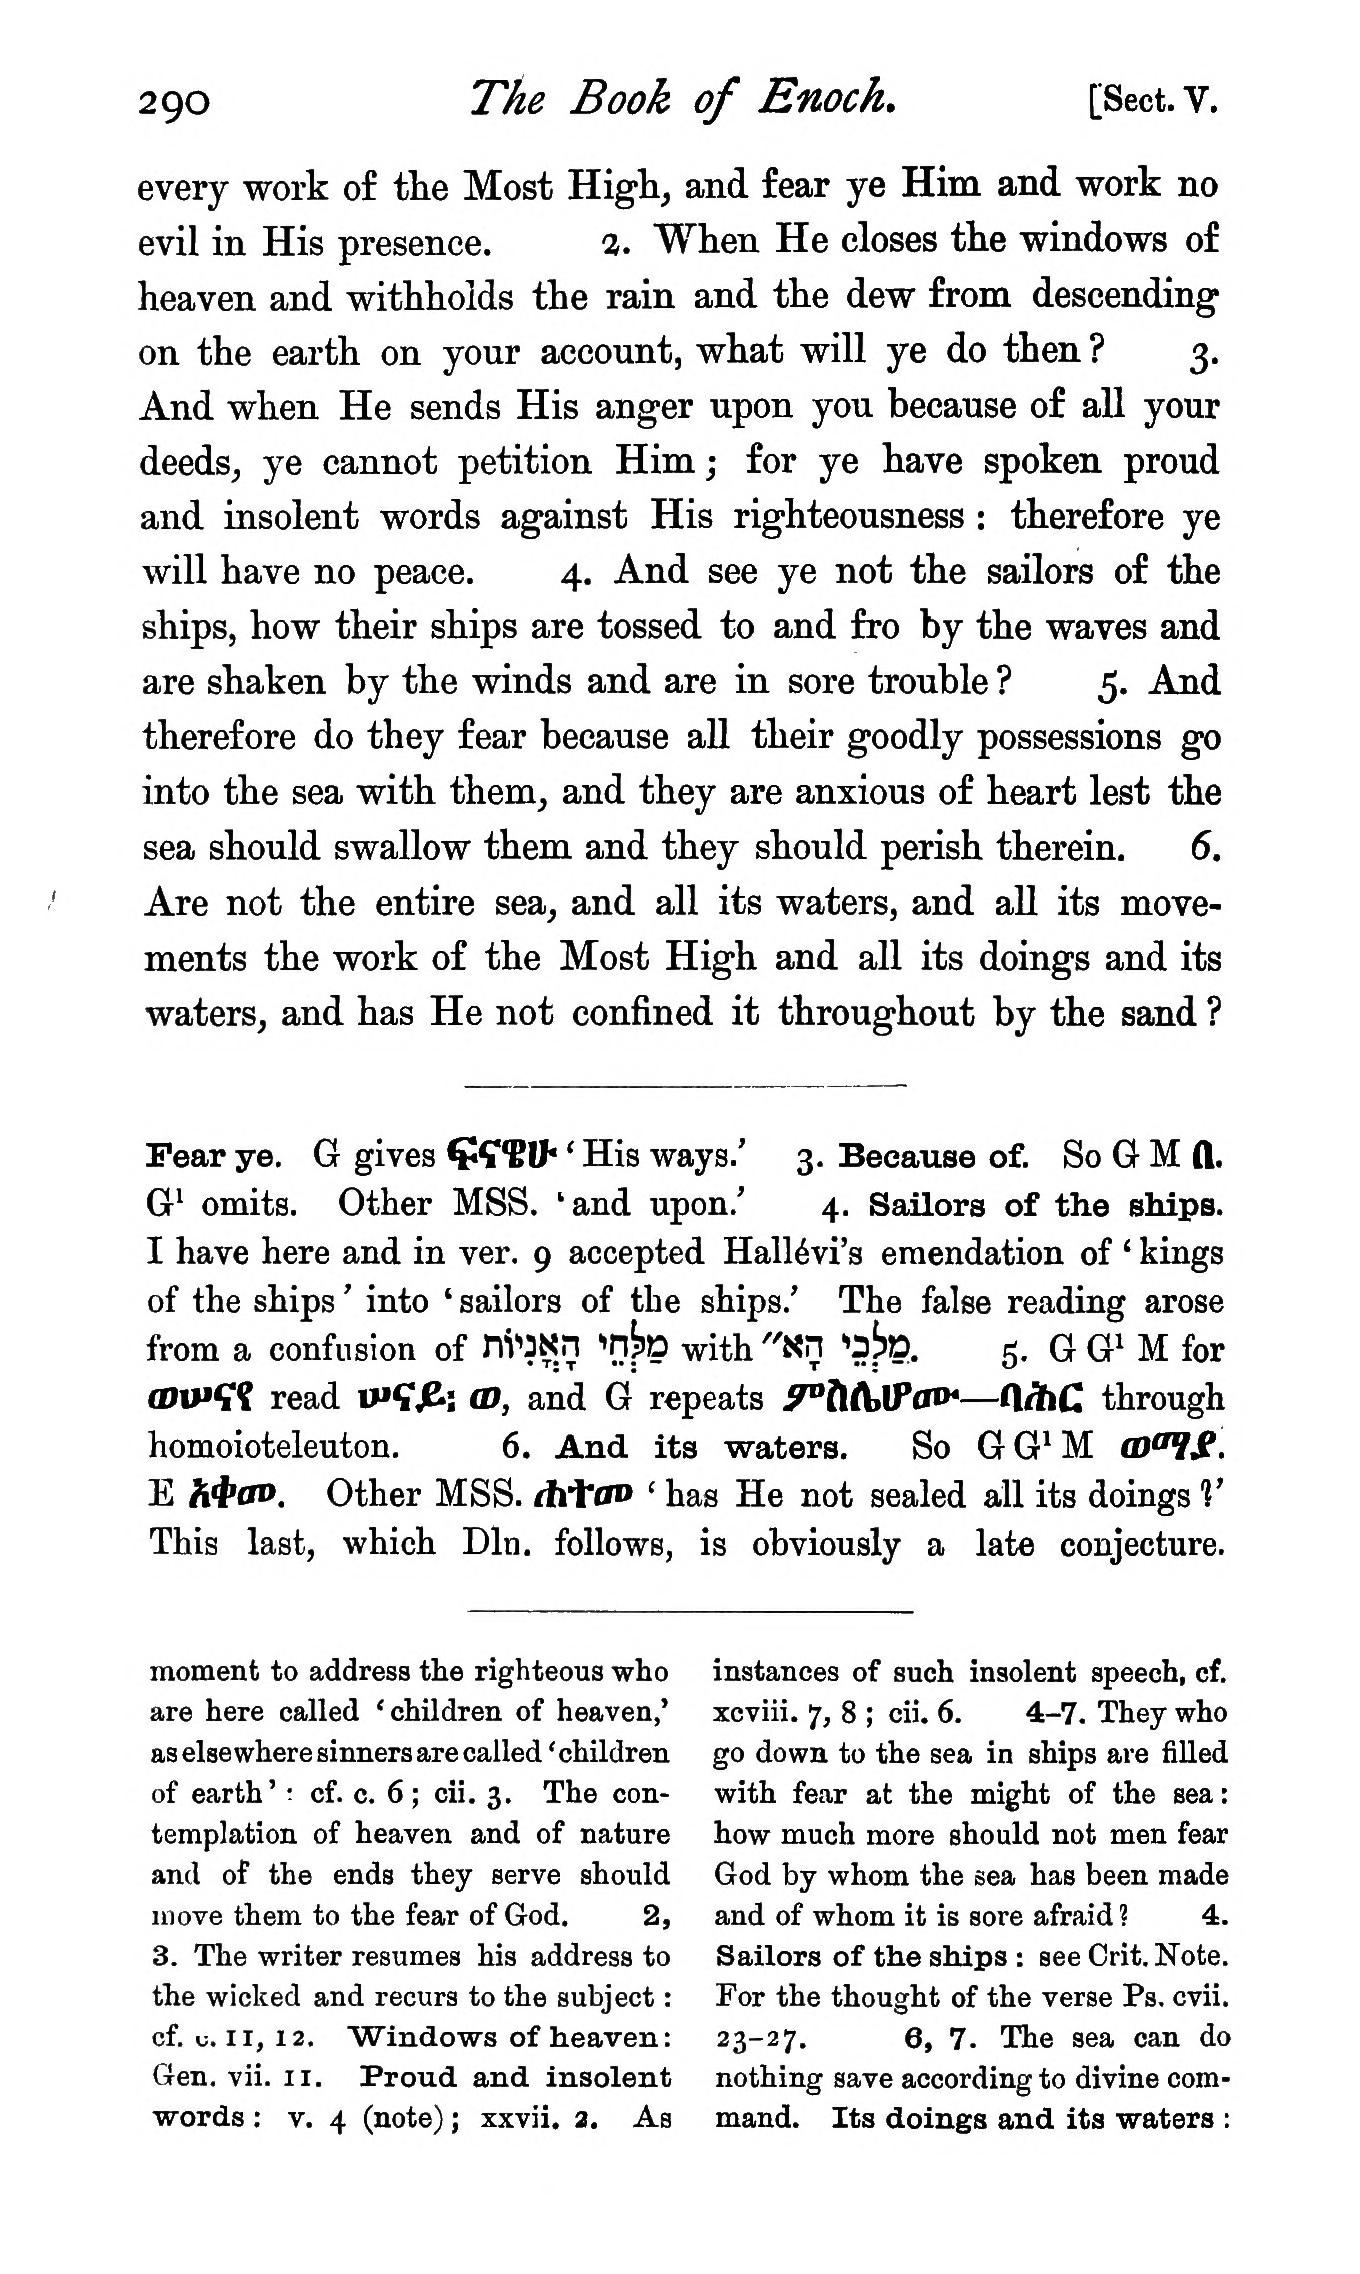 290 The Book of Enoch. [Sect. V.
every work of the Most High, and fear ye Him and work no
evil in His presence. 2. When He closes the windows of
heaven and withholds the rain and the dew from descending
on the earth on your account, what will ye do then? 3.
And when He sends His anger upon you because of all your
deeds, ye cannot petition Him; for ye have spoken proud
and insolent words against His righteousness: therefore ye
will have no peace. 4. And see ye not the sailors of the
ships, how their ships are tossed to and fro by the waves and
are shaken by the winds and are in sore trouble? 5. And
therefore do they fear because all their goodly possessions go
into the sea with them, and they are anxious of heart lest the
sea should swallow them and they should perish therein. 6.
Are not the entire sea, and all its waters, and all its move-
ments the work of the Most High and all its doings and its
waters, and has He not confined it throughout by the sand?
Fear ye. G gives ፍናዊሁ ‘His ways.’ 3. Because of. So G M በ.
G¹ omits. Other MSS. ‘and upon.’ 4. Sailors of the ships.
I have here and in ver. 9 accepted Hallévi’s emendation of ‘kings
of the ships’ into ‘sailors of the ships.’ The false reading arose
from a confusion of מַלְּחֵי הָאֳנִיּוֹת with מַלְכֵי הָא״. 5. G G¹ M for
ወሠናየ read ሠናይ፡ ወ, and G repeats ምስሌሆሙ—ባሕር through
homoioteleuton. 6. And its waters. So G G¹ M ወማያ.
E አቀመ. Other MSS. ሐተመ ‘has He not sealed all its doings?’
This last, which Dln. follows, is obviously a late conjecture.
moment to address the righteous who
are here called ‘children of heaven,’
as elsewhere sinners are called ‘children
of earth’: cf. c. 6; cii. 3. The con-
templation of heaven and of nature
and of the ends they serve should
move them to the fear of God. 2,
3. The writer resumes his address to
the wicked and recurs to the subject:
cf. c. 11, 12. Windows of heaven:
Gen. vii. 11. Proud and insolent
words: v. 4 (note); xxvii. 2. As
instances of such insolent speech, cf.
xcviii. 7, 8; cii. 6. 4–7. They who
go down to the sea in ships are filled
with fear at the might of the sea:
how much more should not men fear
God by whom the sea has been made
and of whom it is sore afraid? 4.
Sailors of the ships: see Crit. Note.
For the thought of the verse Ps. cvii.
23–27. 6, 7. The sea can do
nothing save according to divine com-
mand. Its doings and its waters: